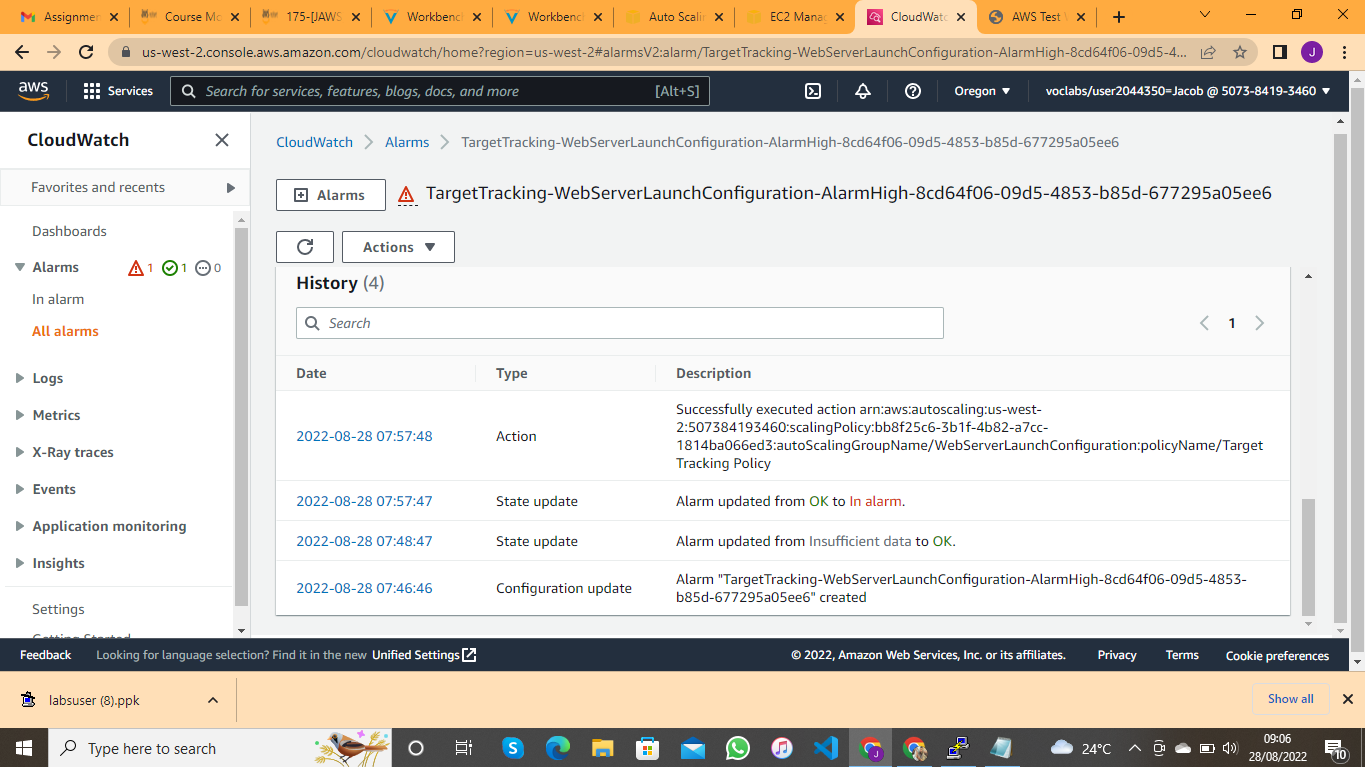 Assignmen
Course Mo
175-[JAWS
Workbench
Workbench
Auto Scalin
EC2 Manag
CloudWatc
AWS Test W
us-west-2.console.aws.amazon.com/cloudwatch/home?region=us-west-2#alarmsV2:alarm/TargetTracking-WebServerLaunchConfiguration-AlarmHigh-8cd64f06-09d5-4...
J
aws
Services
Search for services, features, blogs, docs, and more
[Alt+S]
Oregon
voclabs/user2044350=Jacob @ 5073-8419-3460
CloudWatch
Favorites and recents
Dashboards
Alarms
1
1
0
In alarm
All alarms
Logs
Metrics
X-Ray traces
Events
Application monitoring
Insights
Settings
Getting Started
CloudWatch
Alarms
TargetTracking-WebServerLaunchConfiguration-AlarmHigh-8cd64f06-09d5-4853-b85d-677295a05ee6
Alarms
TargetTracking-WebServerLaunchConfiguration-AlarmHigh-8cd64f06-09d5-4853-b85d-677295a05ee6
Actions
History (4)
Search
1
Date
Type
Description
2022-08-28 07:57:48
Action
Successfully executed action arn:aws:autoscaling:us-west-
2:507384193460:scalingPolicy:bb8f25c6-3b1f-4b82-a7cc-
1814ba066ed3:autoScalingGroupName/WebServerLaunchConfiguration:policyName/Target
Tracking Policy
2022-08-28 07:57:47
State update
Alarm updated from OK to In alarm.
2022-08-28 07:48:47
State update
Alarm updated from Insufficient data to OK.
2022-08-28 07:46:46
Configuration update
Alarm "TargetTracking-WebServerLaunchConfiguration-AlarmHigh-8cd64f06-09d5-4853-
b85d-677295a05ee6" created
Feedback
Looking for language selection? Find it in the new Unified Settings
© 2022, Amazon Web Services, Inc. or its affiliates.
Privacy
Terms
Cookie preferences
labsuser (8).ppk
Show all
Type here to search
24°C
09:06
28/08/2022
10